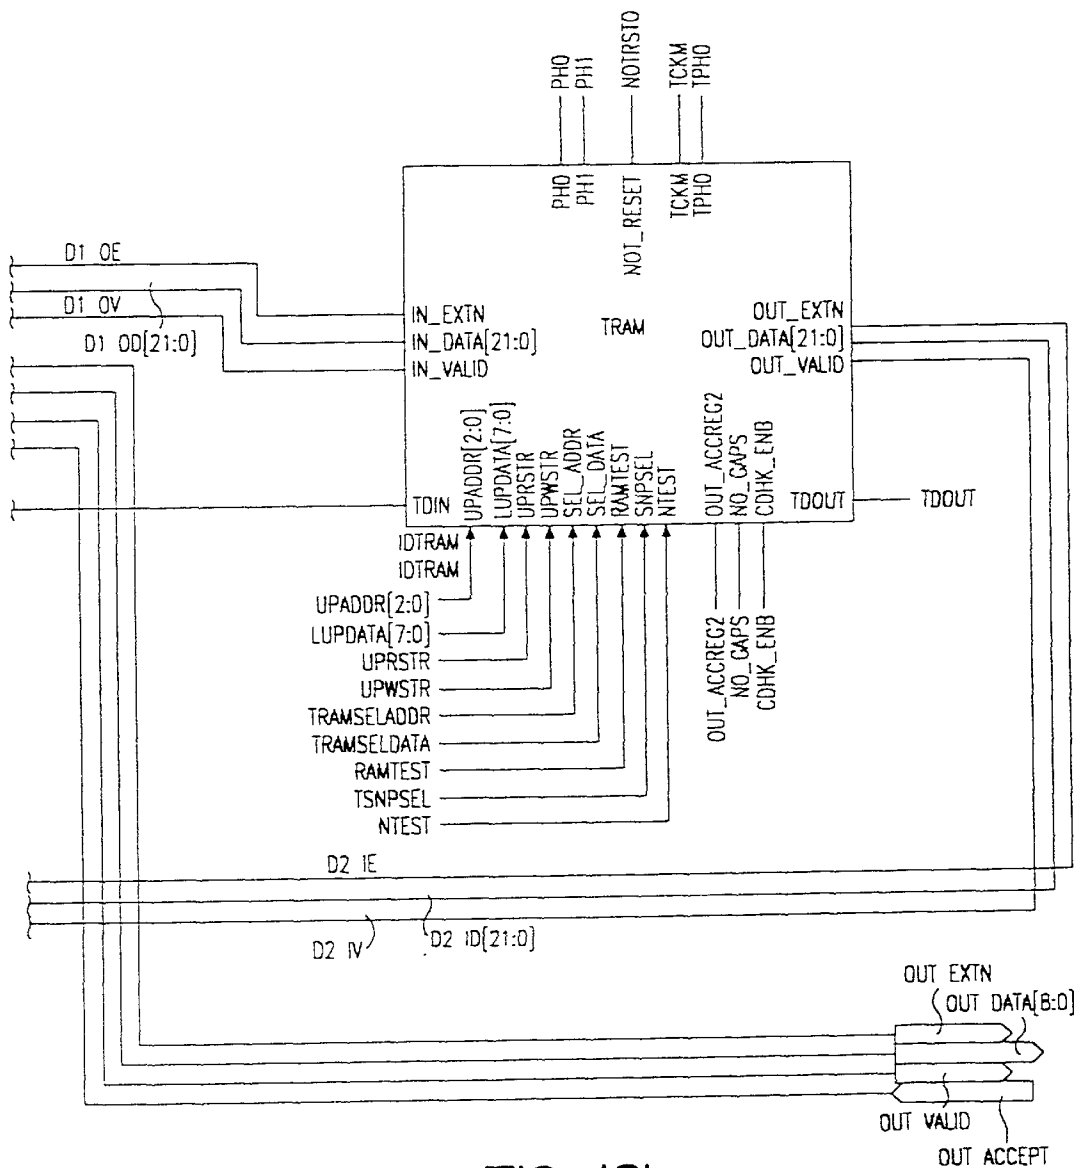 PH0
PH1
NOTRST0
TCKM
TPH0
PH0
PH1
NOT_RESET
TCKM
TPH0
D1 OE
D1 OV
D1 OD[21:0]
IN_EXTN
IN_DATA[21:0]
IN_VALID
TRAM
OUT_EXTN
OUT_DATA[21:0]
OUT_VALID
TDIN
UPADDR[2:0]
LUPDATA[7:0]
UPRSTR
UPWSTR
SEL_ADDR
SEL_DATA
RAMTEST
SNPSEL
NTEST
OUT_ACCREG2
NO_GAPS
CDHK_ENB
TDOUT
TDOUT
IDTRAM
IDTRAM
UPADDR[2:0]
LUPDATA[7:0]
UPRSTR
UPWSTR
TRAMSELADDR
TRAMSELDATA
RAMTEST
TSNPSEL
NTEST
OUT_ACCREG2
NO_GAPS
CDHK_ENB
D2 IE
D2 IV
D2 ID[21:0]
OUT EXTN
OUT DATA[8:0]
OUT VALID
OUT ACCEPT